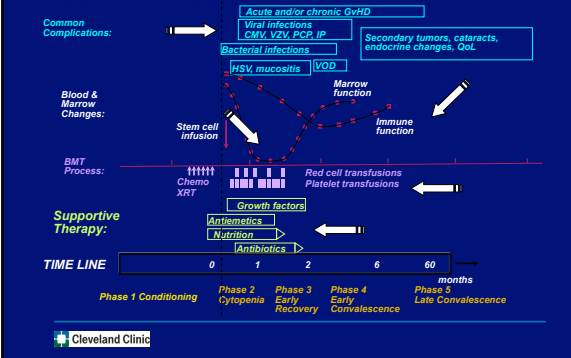 Common
Complications:
Acute and/or chronic GvHD
Viral infections
CMV, VZV, PCP, IP
Bacterial infections
HSV, mucositis
VOD
Secondary tumors, cataracts,
endocrine changes, QoL
Blood &
Marrow
Changes:
Stem cell
infusion
Marrow
function
Immune
function
BMT
Process:
Chemo
XRT
Red cell transfusions
Platelet transfusions
Supportive
Therapy:
Growth factors
Antiemetics
Nutrition
Antibiotics
TIME LINE
0 1 2 6 60
months
Phase 1 Conditioning
Phase 2
Cytopenia
Phase 3
Early
Recovery
Phase 4
Early
Convalescence
Phase 5
Late Convalescence
Cleveland Clinic